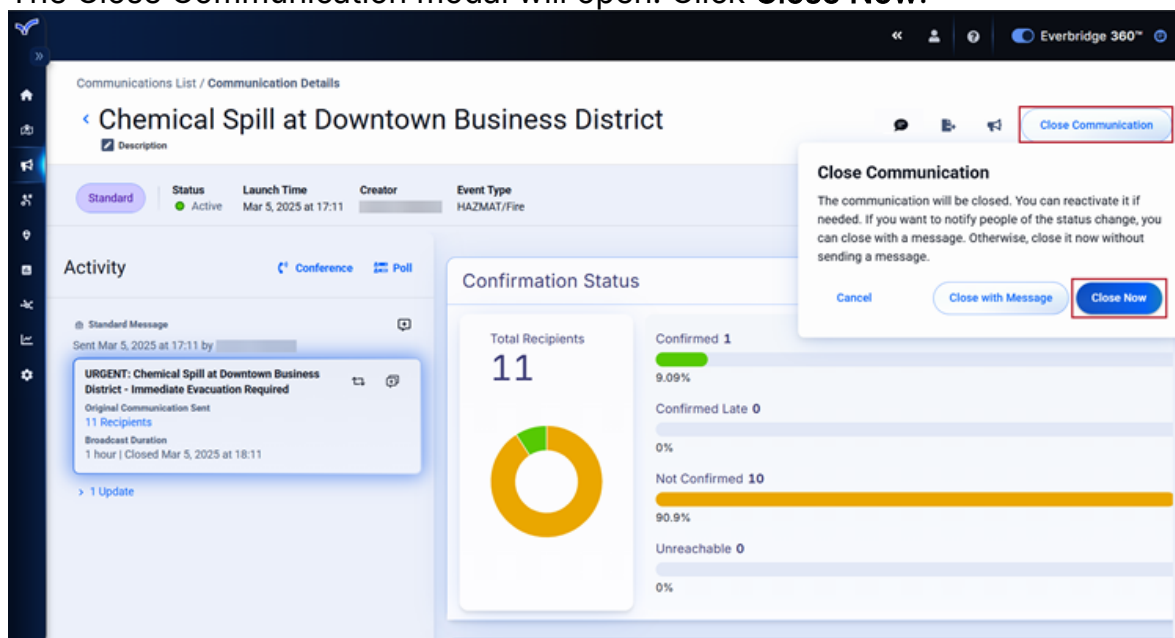 The Close Communication modal will open. Click Close Now.
Everbridge 360™
Communications List / Communication Details
Chemical Spill at Downtown Business District
Description
Close Communication
Standard
Status
Active
Launch Time
Mar 5, 2025 at 17:11
Creator
Event Type
HAZMAT/Fire
Close Communication
The communication will be closed. You can reactivate it if
needed. If you want to notify people of the status change, you
can close with a message. Otherwise, close it now without
sending a message.
Cancel
Close with Message
Close Now
Activity
Conference
Poll
Standard Message
Sent Mar 5, 2025 at 17:11 by
URGENT: Chemical Spill at Downtown Business
District - Immediate Evacuation Required
Original Communication Sent
11 Recipients
Broadcast Duration
1 hour | Closed Mar 5, 2025 at 18:11
1 Update
Confirmation Status
Total Recipients
11
Confirmed 1
9.09%
Confirmed Late 0
0%
Not Confirmed 10
90.9%
Unreachable 0
0%